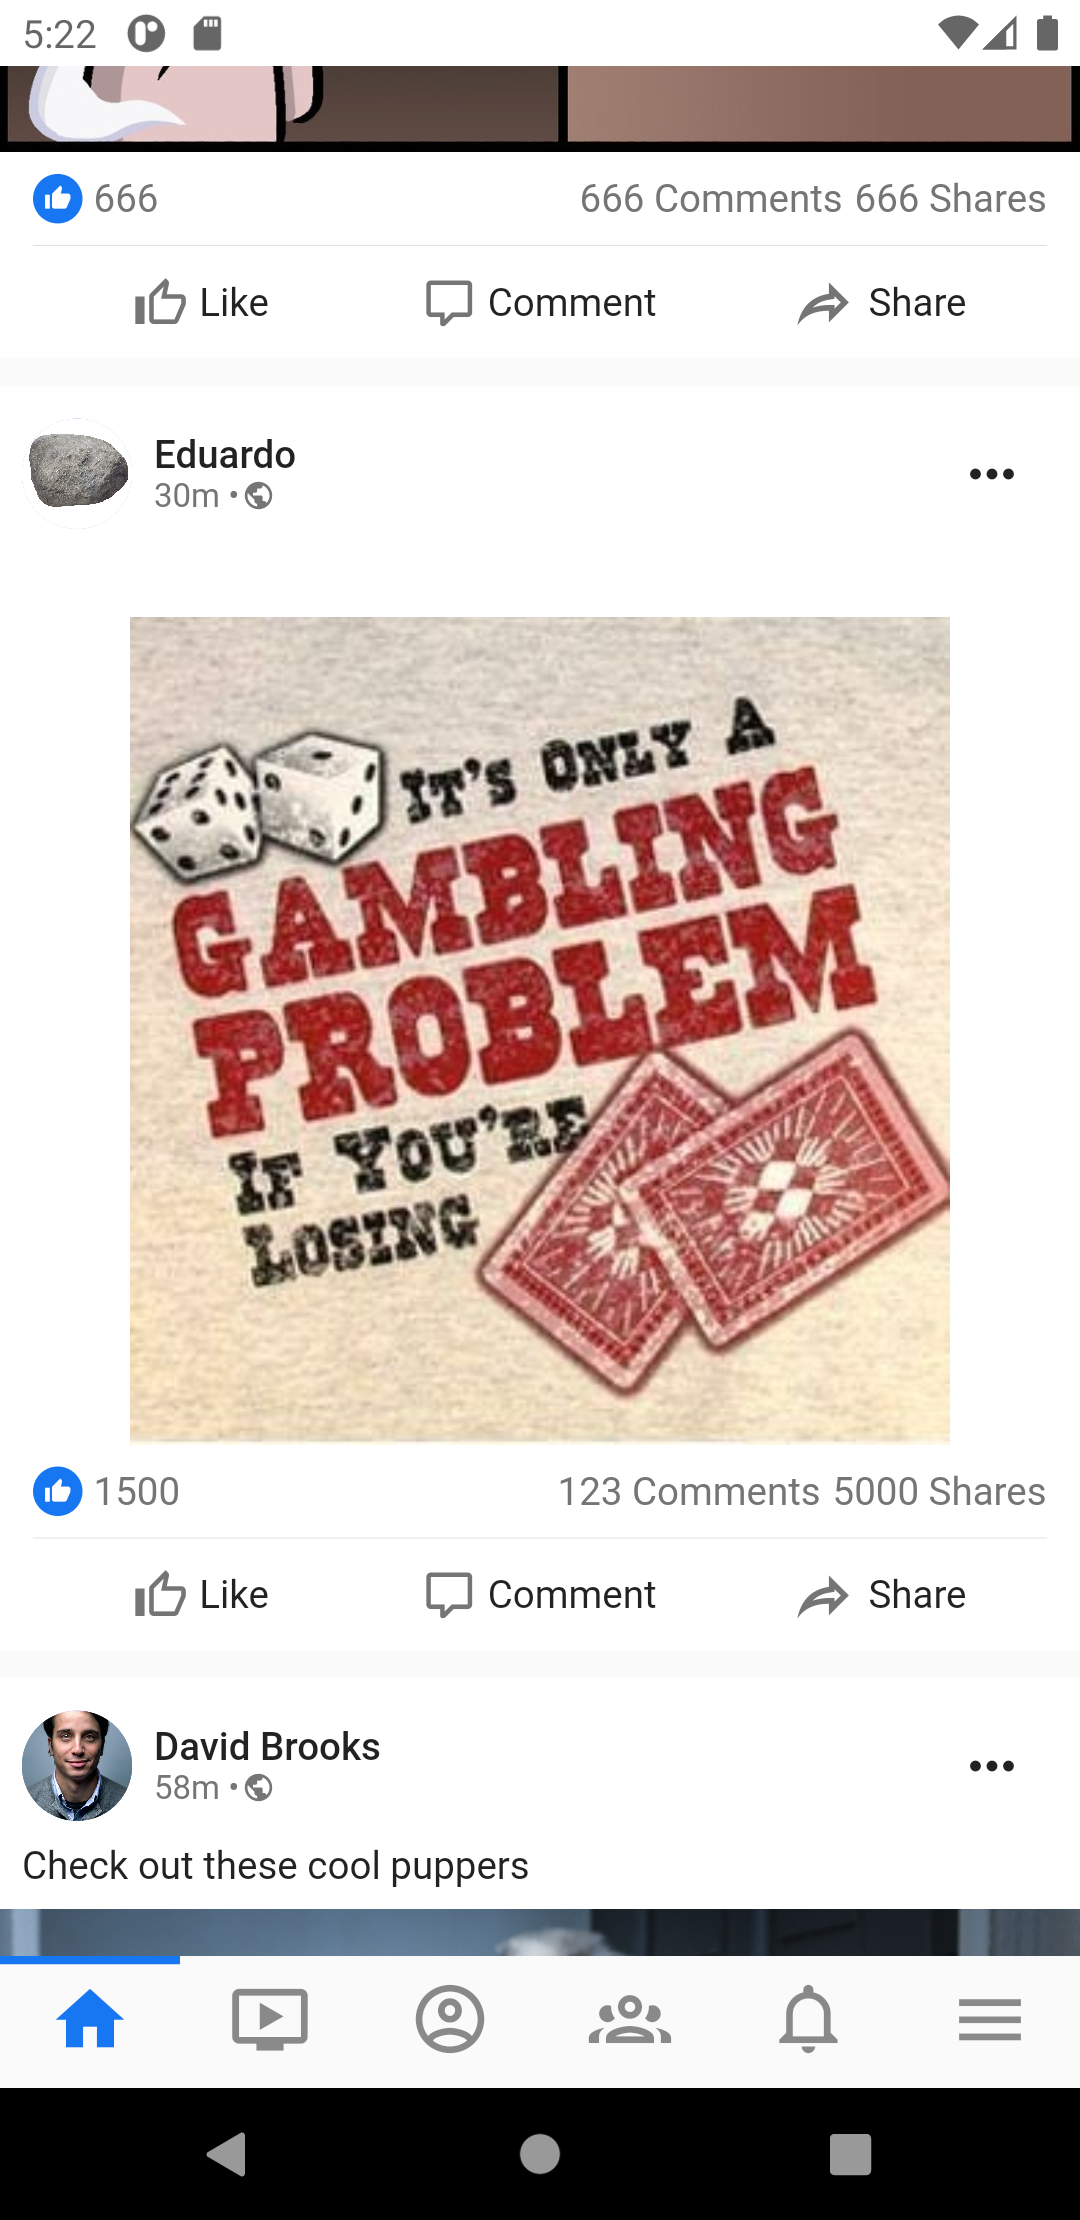 5:22
666
666 Comments 666 Shares
Like Comment Share
Eduardo
30m •
IT'S ONLY A
GAMBLING
PROBLEM
IF YOU'RE
LOSING
1500
123 Comments 5000 Shares
Like Comment Share
David Brooks
58m •
Check out these cool puppers